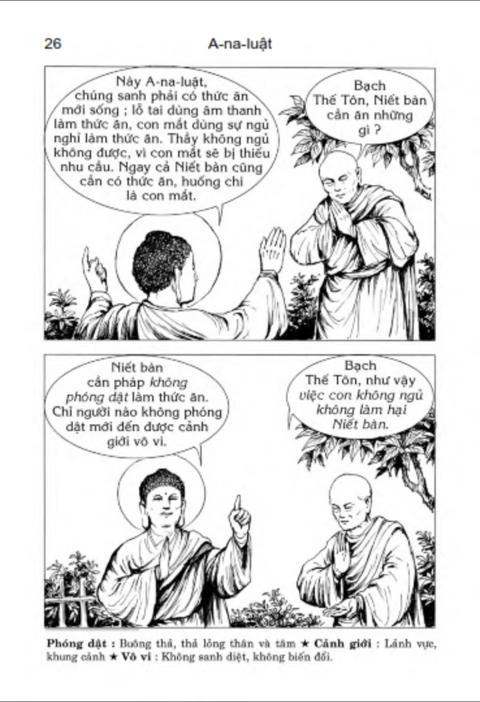 26
A-na-luật
Này A-na-luật,
chúng sanh phải có thức ăn
mới sống ; lỗ tai dùng âm thanh
làm thức ăn, con mắt dùng sự ngủ
nghỉ làm thức ăn. Thầy không ngủ
không được, vì con mắt sẽ bị thiếu
nhu cầu. Ngay cả Niết bàn cũng
cần có thức ăn, huống chi
là con mắt.
Bạch
Thế Tôn, Niết bàn
cần ăn những
gì ?
Niết bàn
cần pháp không
phóng dật làm thức ăn.
Chỉ người nào không phóng
dật mới đến được cảnh
giới vô vi.
Bạch
Thế Tôn, như vậy
việc con không ngủ
không làm hại
Niết bàn.
Phóng dật : Buông thả, thả lỏng thân và tâm ★ Cảnh giới : Lãnh vực,
khung cảnh ★ Vô vi : Không sanh diệt, không biến đổi.